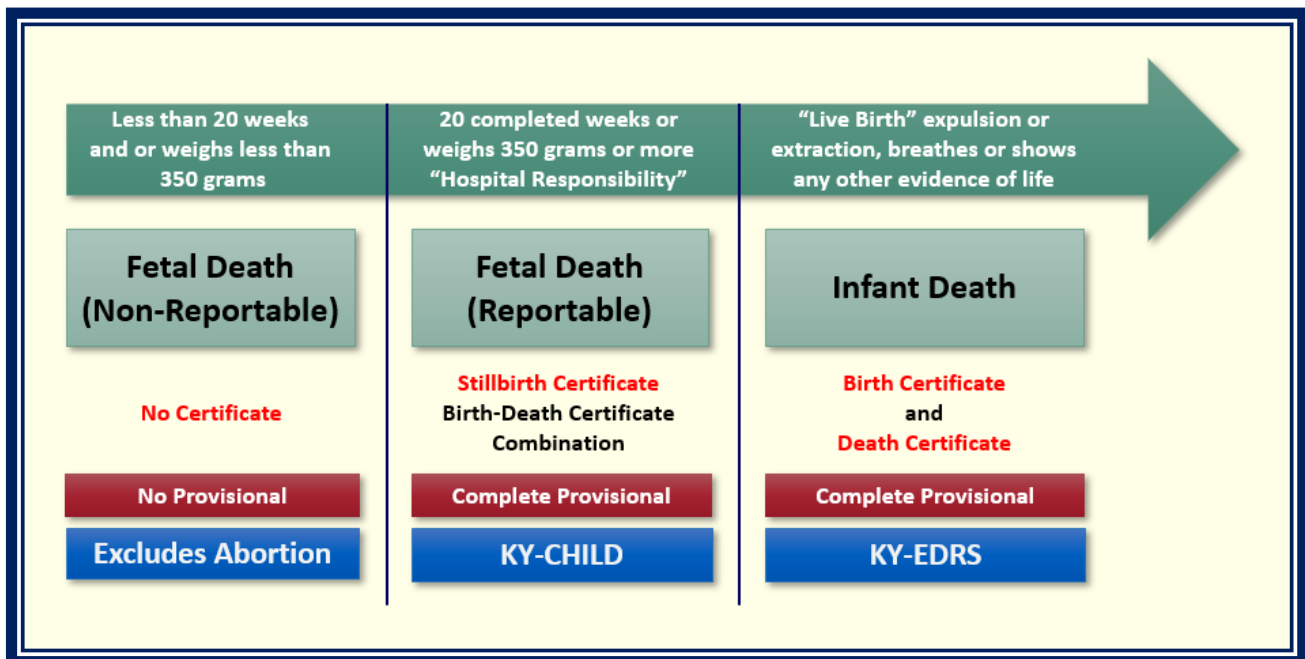 Less than 20 weeks
and or weighs less than
350 grams
20 completed weeks or
weighs 350 grams or more
“Hospital Responsibility”
“Live Birth” expulsion or
extraction, breathes or shows
any other evidence of life
Fetal Death
(Non-Reportable)
Fetal Death
(Reportable)
Infant Death
No Certificate
Stillbirth Certificate
Birth-Death Certificate
Combination
Birth Certificate
and
Death Certificate
No Provisional
Complete Provisional
Complete Provisional
Excludes Abortion
KY-CHILD
KY-EDRS